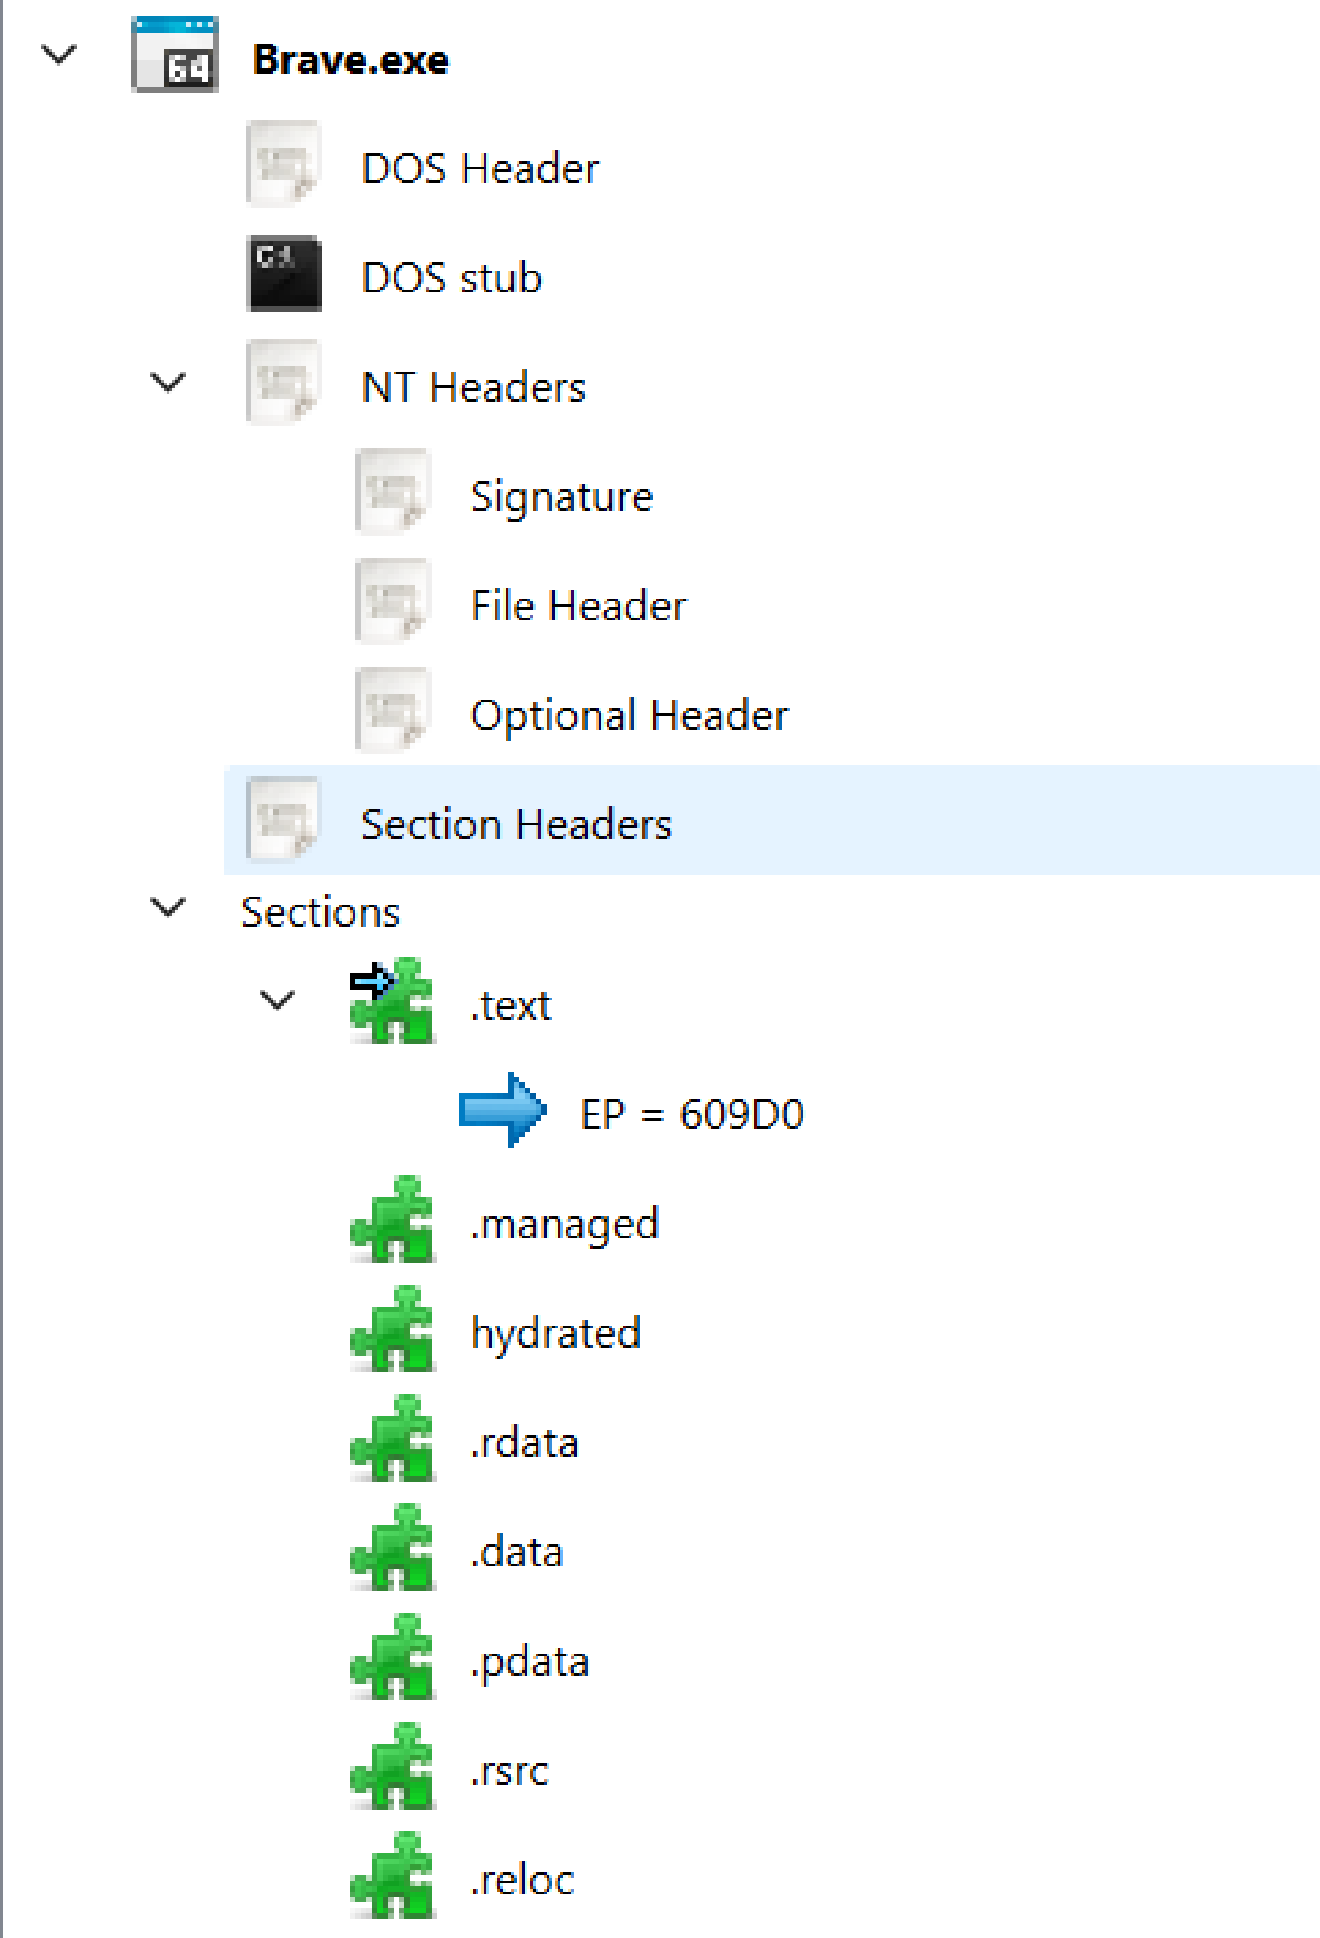 64 Brave.exe
DOS Header
DOS stub
NT Headers
Signature
File Header
Optional Header
Section Headers
Sections
.text
EP = 609D0
.managed
hydrated
.rdata
.data
.pdata
.rsrc
.reloc